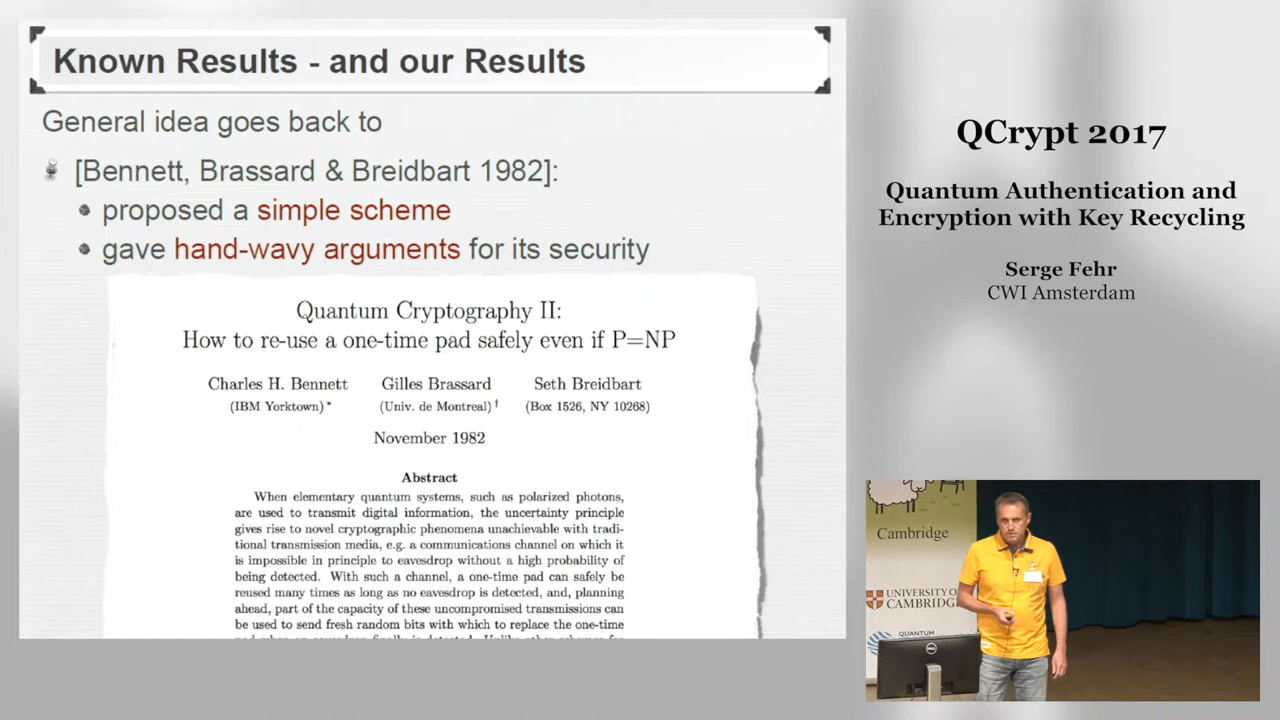 Known Results - and our Results
General idea goes back to
[Bennett, Brassard & Breidbart 1982]:
proposed a simple scheme
gave hand-wavy arguments for its security
Quantum Cryptography II:
How to re-use a one-time pad safely even if P=NP
Charles H. Bennett Gilles Brassard Seth Breidbart
(IBM Yorktown)* (Univ. de Montreal)† (Box 1526, NY 10268)
November 1982
Abstract
When elementary quantum systems, such as polarized photons,
are used to transmit digital information, the uncertainty principle
gives rise to novel cryptographic phenomena unachievable with tradi-
tional transmission media, e.g. a communications channel on which it
is impossible in principle to eavesdrop without a high probability of
being detected. With such a channel, a one-time pad can safely be
reused many times as long as no eavesdrop is detected, and, planning
ahead, part of the capacity of these uncompromised transmissions can
be used to send fresh random bits with which to replace the one-time
QCrypt 2017
Quantum Authentication and
Encryption with Key Recycling
Serge Fehr
CWI Amsterdam
Cambridge
UNIVERSITY OF
CAMBRIDGE
QUANTUM
DELL